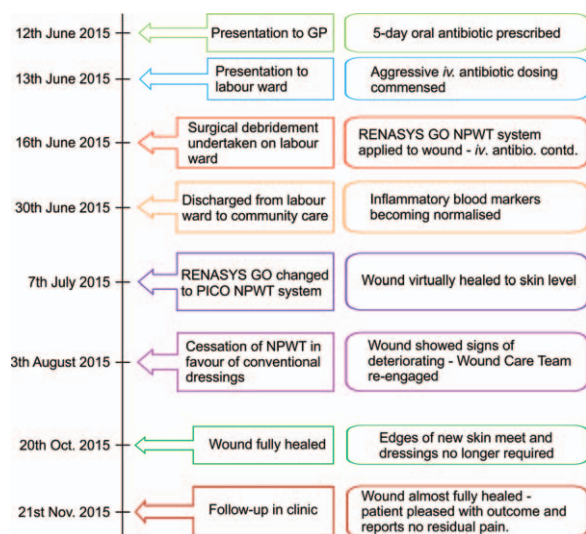 12th June 2015
Presentation to GP
5-day oral antibiotic prescribed
13th June 2015
Presentation to
labour ward
Aggressive iv. antibiotic dosing
commensed
16th June 2015
Surgical debridement
undertaken on labour
ward
RENASYS GO NPWT system
applied to wound - iv. antibio. contd.
30th June 2015
Discharged from labour
ward to community care
Inflammatory blood markers
becoming normalised
7th July 2015
RENASYS GO changed
to PICO NPWT system
Wound virtually healed to skin level
3th August 2015
Cessation of NPWT in
favour of conventional
dressings
Wound showed signs of
deteriorating - Wound Care Team
re-engaged
20th Oct. 2015
Wound fully healed
Edges of new skin meet and
dressings no longer required
21st Nov. 2015
Follow-up in clinic
Wound almost fully healed -
patient pleased with outcome and
reports no residual pain.